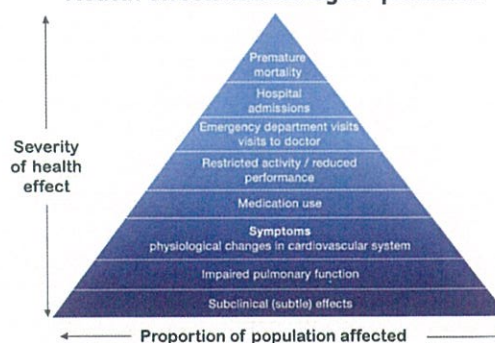 Premature
mortality
Hospital
admissions
Emergency department visits
visits to doctor
Restricted activity / reduced
performance
Medication use
Symptoms
physiological changes in cardiovascular system
Impaired pulmonary function
Subclinical (subtle) effects
Severity
of health
effect
Proportion of population affected